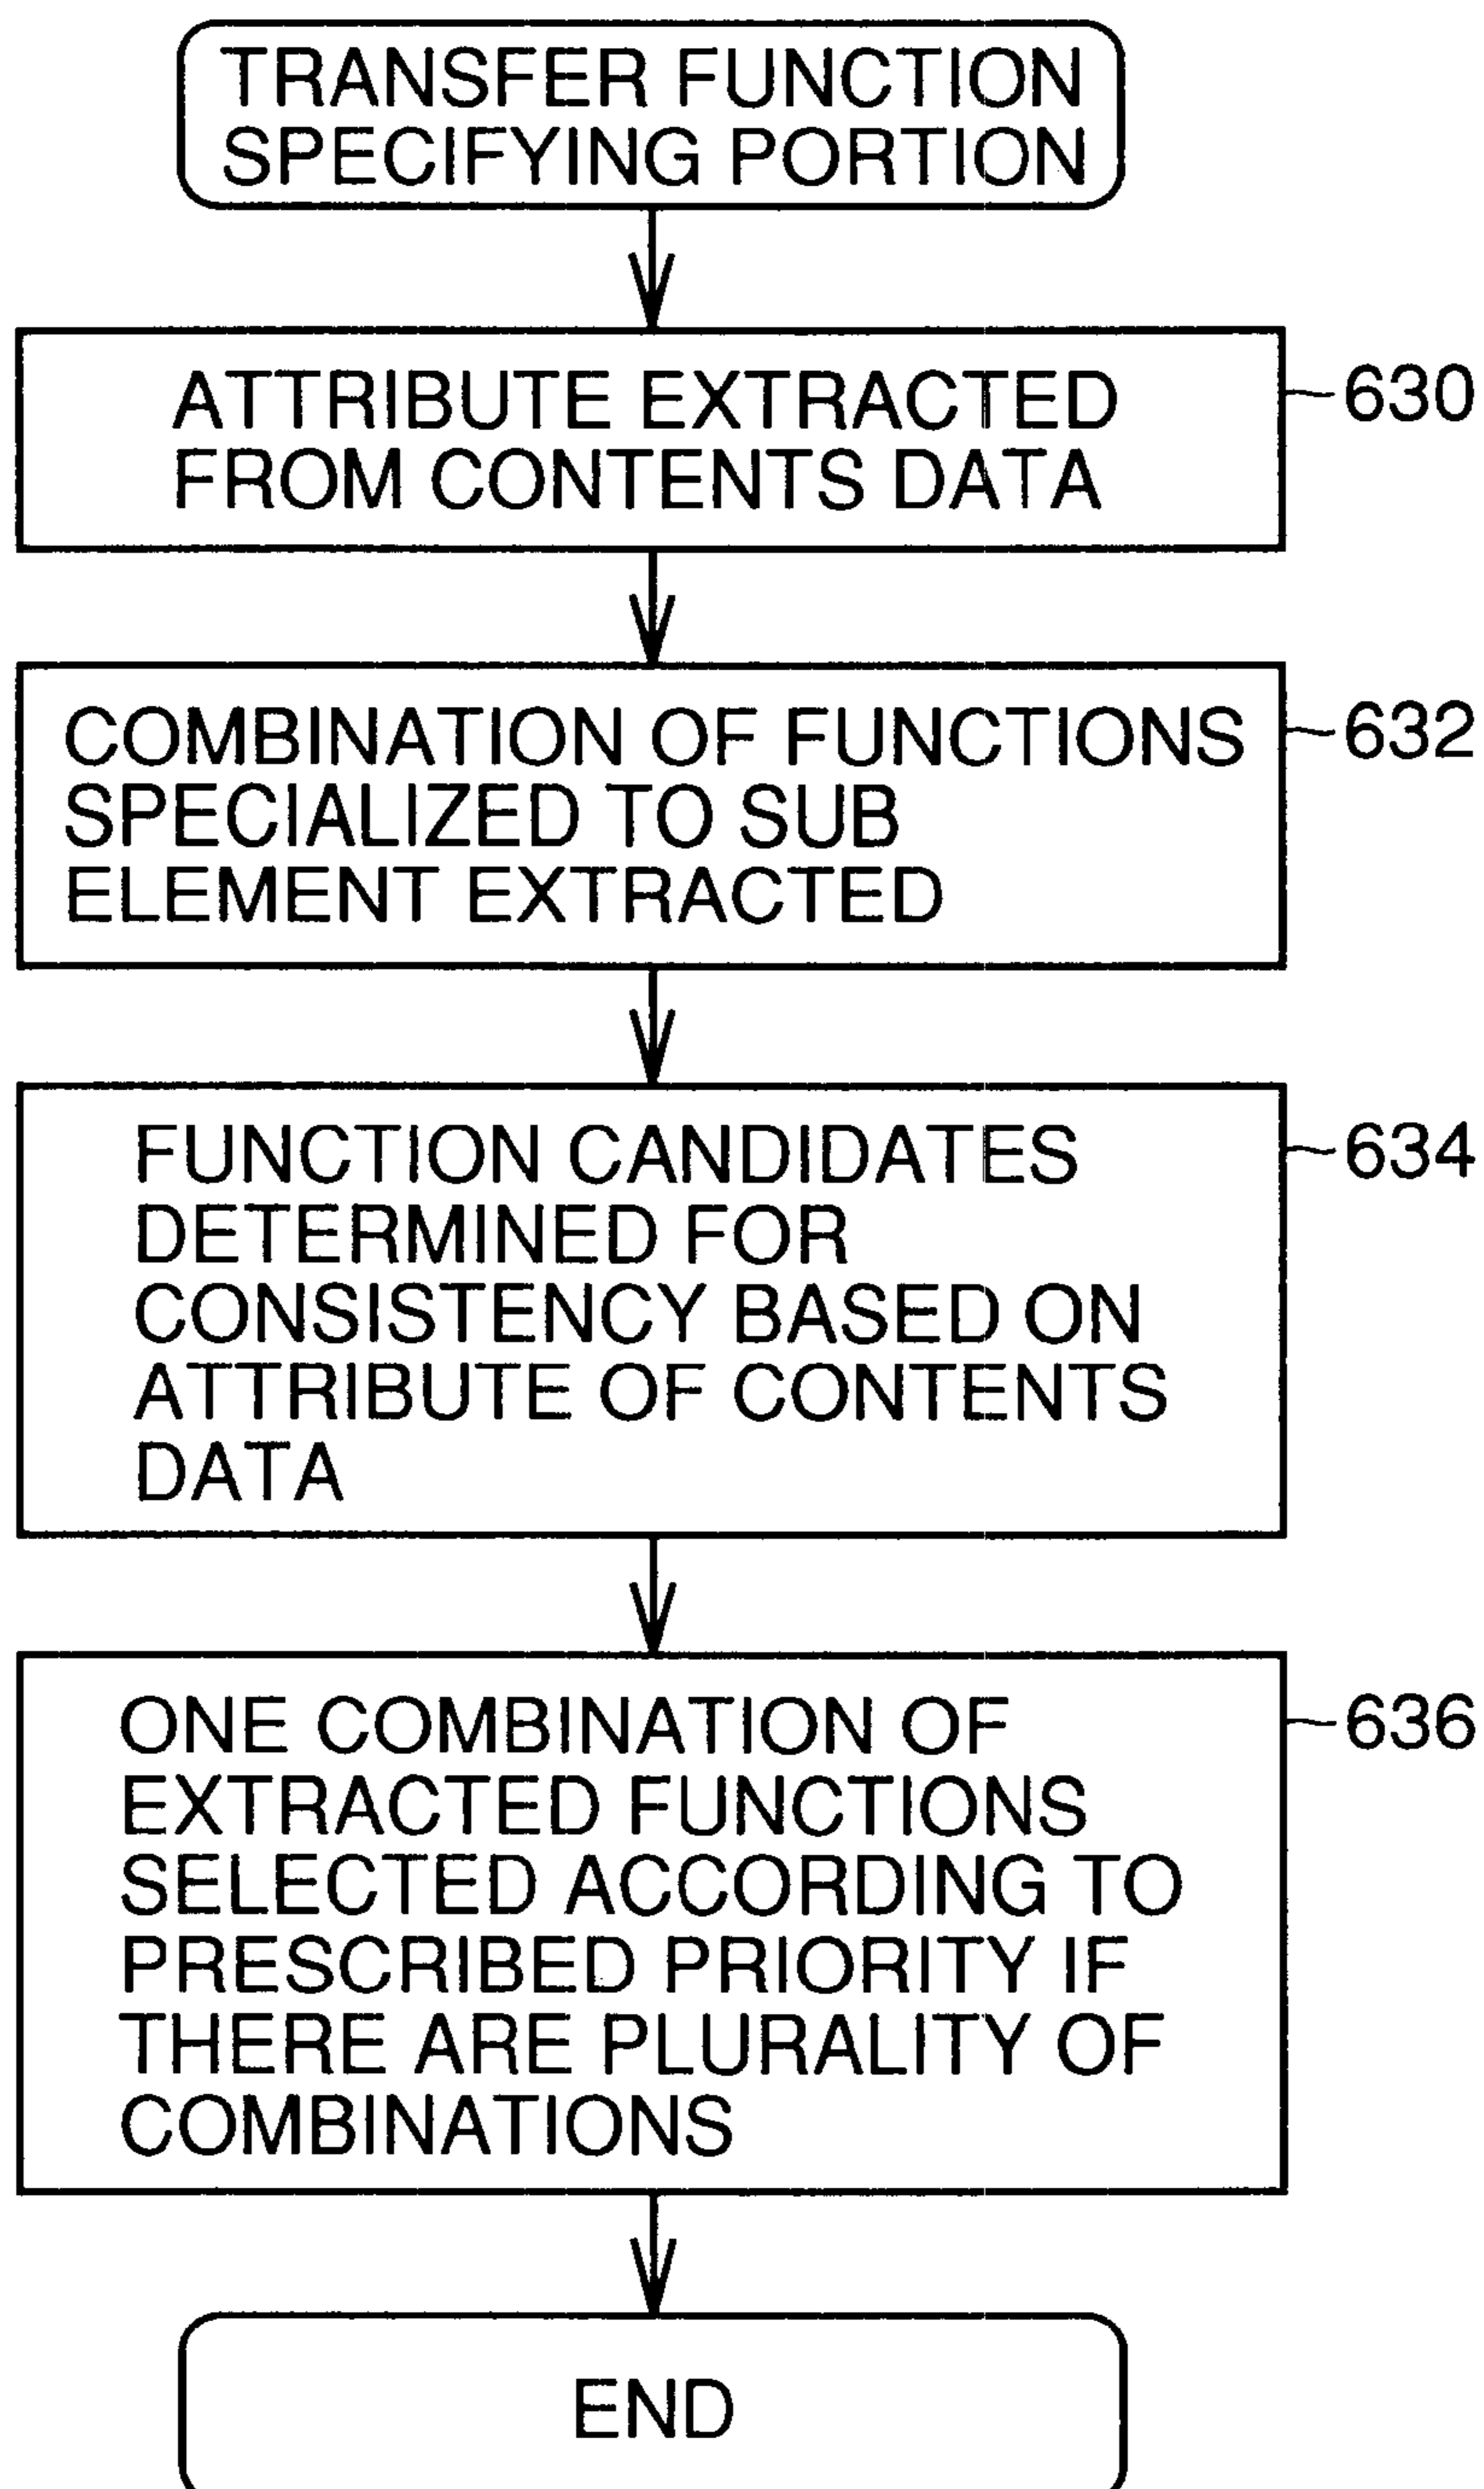 TRANSFER FUNCTION
SPECIFYING PORTION
ATTRIBUTE EXTRACTED
FROM CONTENTS DATA
630
COMBINATION OF FUNCTIONS
SPECIALIZED TO SUB
ELEMENT EXTRACTED
632
FUNCTION CANDIDATES
DETERMINED FOR
CONSISTENCY BASED ON
ATTRIBUTE OF CONTENTS
DATA
634
ONE COMBINATION OF
EXTRACTED FUNCTIONS
SELECTED ACCORDING TO
PRESCRIBED PRIORITY IF
THERE ARE PLURALITY OF
COMBINATIONS
636
END